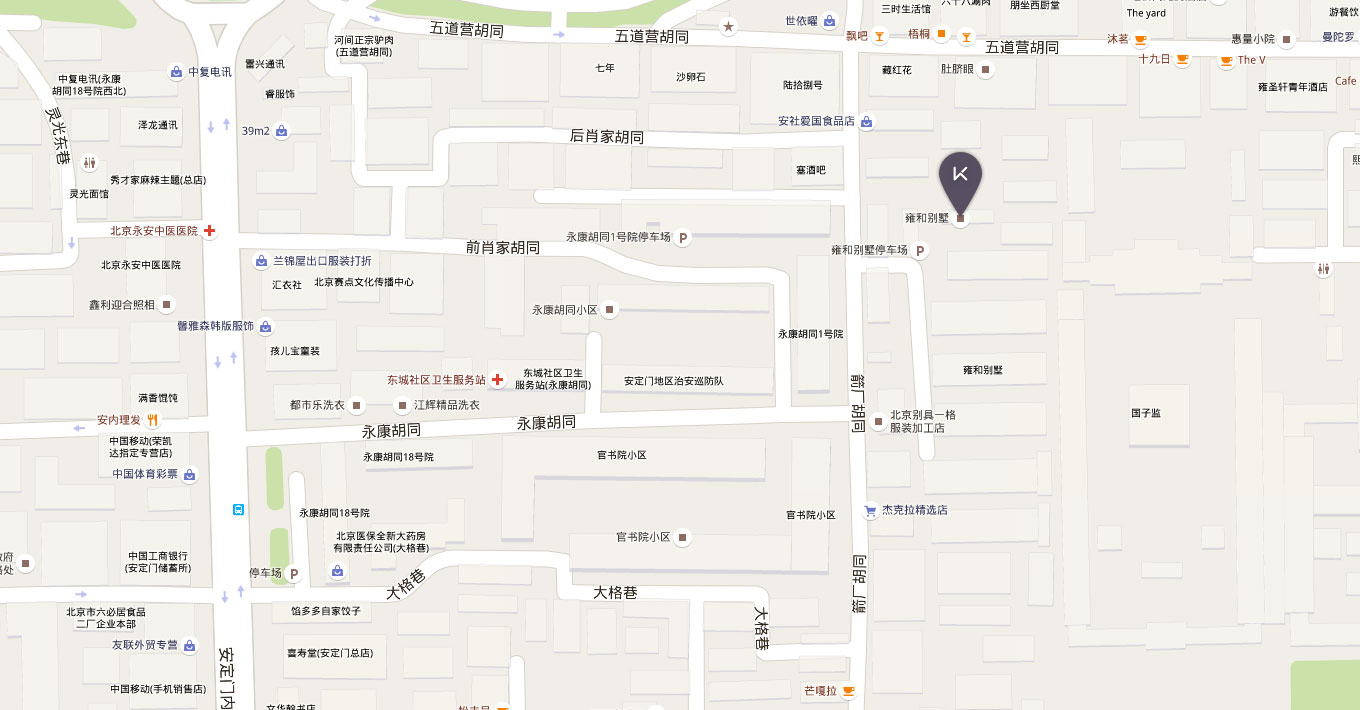 三时生活馆
朋坐西厨堂
The yard
游餐饮
世依曜
五道营胡同
五道营胡同
飘吧
梧桐
沐茗
惠量小院
曼陀罗
五道营胡同
河间正宗驴肉
(五道营胡同)
雷兴通讯
中复电讯
中复电讯(永康
胡同18号院西北)
七年
沙卵石
陆拾捌号
藏红花
肚脐眼
十九日
The V
雍圣轩青年酒店
Cafe
睿服饰
灵光东巷
泽龙通讯
39m2
后肖家胡同
安社爱国食品店
秀才家麻辣主题(总店)
灵光面馆
塞酒吧
K
雍和别墅
北京永安中医医院
永康胡同1号院停车场
P
雍和别墅停车场
P
前肖家胡同
北京永安中医医院
兰锦屋出口服装打折
汇衣社
北京赛点文化传播中心
鑫利迎合照相
永康胡同小区
馨雅森韩版服饰
永康胡同1号院
孩儿宝童装
东城社区卫生服务站
东城社区卫生
服务站(永康胡同)
安定门地区治安巡防队
雍和别墅
满香馄饨
都市乐洗衣
江辉精品洗衣
箭厂胡同
北京别具一格
服装加工店
国子监
安内理发
永康胡同
永康胡同
中国移动(荣凯
达指定专营店)
永康胡同18号院
官书院小区
中国体育彩票
永康胡同18号院
官书院小区
杰克拉精选店
北京医保全新大药房
有限责任公司(大格巷)
官书院小区
中国工商银行
(安定门储蓄所)
停车场
P
大格巷
大格巷
箭厂胡同
北京市六必居食品
二厂企业本部
馅多多自家饺子
大格巷
友联外贸专营
喜寿堂(安定门总店)
安定门内
中国移动(手机销售店)
芒嘎拉